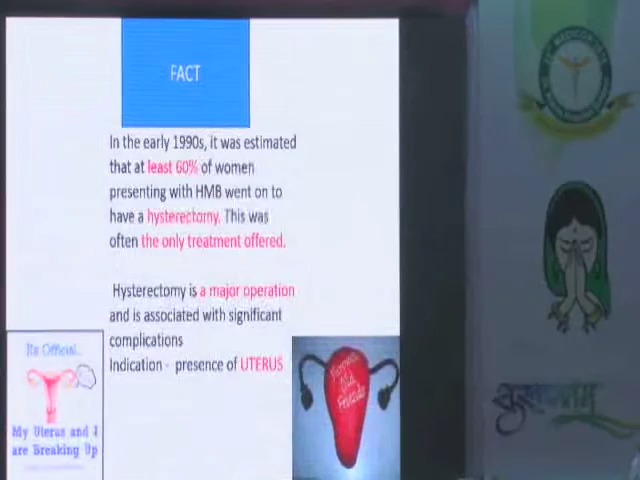 FACT
In the early 1990s, it was estimated
that at least 60% of women
presenting with HMB went on to
have a hysterectomy. This was
often the only treatment offered.
Hysterectomy is a major operation
and is associated with significant
complications
Indication - presence of UTERUS
Its Official...
My Uterus and I
are Breaking Up
Old
Friends